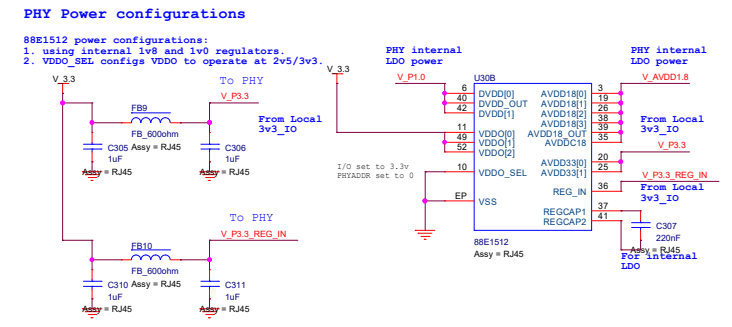 PHY Power configurations
88E1512 power configurations:
1. using internal 1v8 and 1v0 regulators.
2. VDDO_SEL configs VDDO to operate at 2v5/3v3.
V_3.3
To PHY
V_P3.3
FB9
FB_600ohm
Assy = RJ45
From Local
3v3_IO
C305
1uF
Assy = RJ45
C306
1uF
Assy = RJ45
To PHY
V_P3.3_REG_IN
FB10
FB_600ohm
Assy = RJ45
C310
1uF
Assy = RJ45
C311
1uF
Assy = RJ45
V_3.3
PHY internal
LDO power
V_P1.0
I/O set to 3.3v
PHYADDR set to 0
U30B
6 DVDD[0]
40 DVDD_OUT
42 DVDD[1]
11 VDDO[0]
49 VDDO[1]
52 VDDO[2]
10 VDDO_SEL
EP VSS
AVDD18[0] 3
AVDD18[1] 19
AVDD18[2] 26
AVDD18[3] 38
AVDD18_OUT 39
AVDDC18 35
AVDD33[0] 20
AVDD33[1] 25
REG_IN 36
REGCAP1 37
REGCAP2 41
88E1512
Assy = RJ45
PHY internal
LDO power
V_AVDD1.8
From Local
3v3_IO
V_P3.3
V_P3.3_REG_IN
From Local
3v3_IO
C307
220nF
Assy = RJ45
For internal
LDO